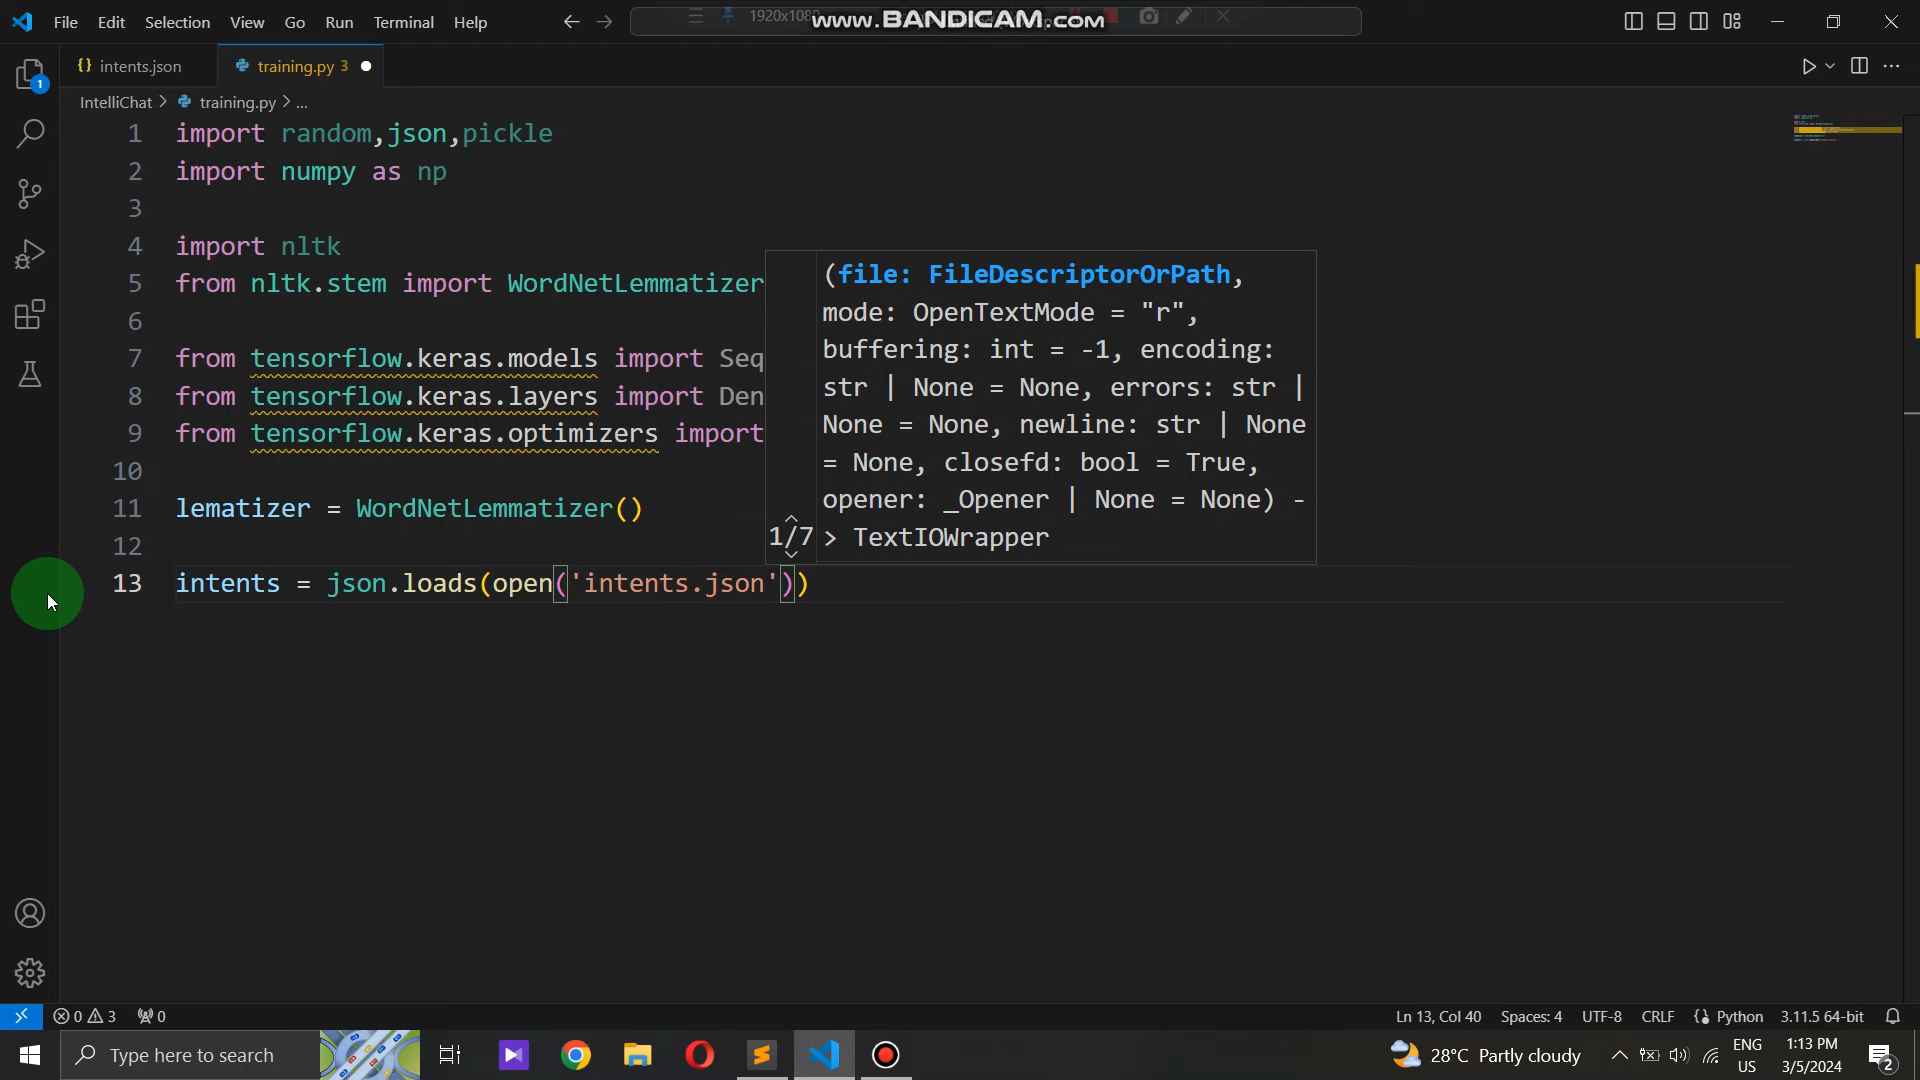 File Edit Selection View Go Run Terminal Help
1920x1080
www.BANDICAM.com
1
intents.json
training.py 3
IntelliChat > training.py > ...
1 import random,json,pickle
2 import numpy as np
3
4 import nltk
5 from nltk.stem import WordNetLemmatizer
6
7 from tensorflow.keras.models import Seq
8 from tensorflow.keras.layers import Den
9 from tensorflow.keras.optimizers import
10
11 lematizer = WordNetLemmatizer()
12
13 intents = json.loads(open('intents.json'))
(file: FileDescriptorOrPath,
mode: OpenTextMode = "r",
buffering: int = -1, encoding:
str | None = None, errors: str |
None = None, newline: str | None
= None, closefd: bool = True,
opener: _Opener | None = None) -
1/7 > TextIOWrapper
0 3 0
Ln 13, Col 40 Spaces: 4 UTF-8 CRLF Python 3.11.5 64-bit
Type here to search
28°C Partly cloudy
ENG
US
1:13 PM
3/5/2024
2